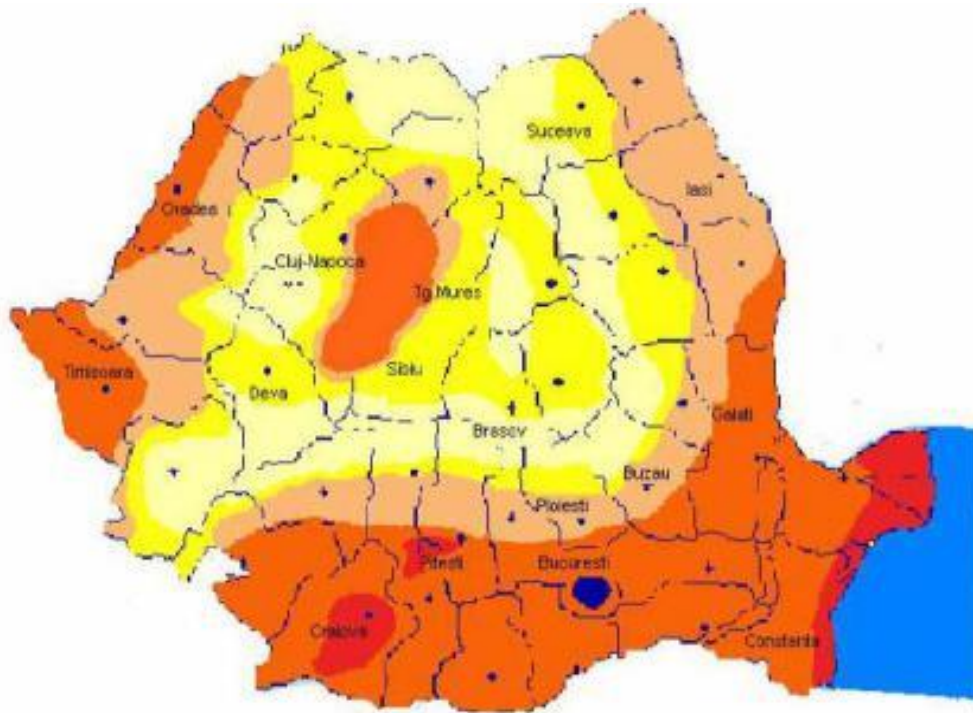 Suceava
Iasi
Oradea
Cluj-Napoca
Tg.Mures
Timisoara
Deva
Sibiu
Galati
Brasov
Buzau
Ploiesti
Pitesti
Bucuresti
Craiova
Constanta